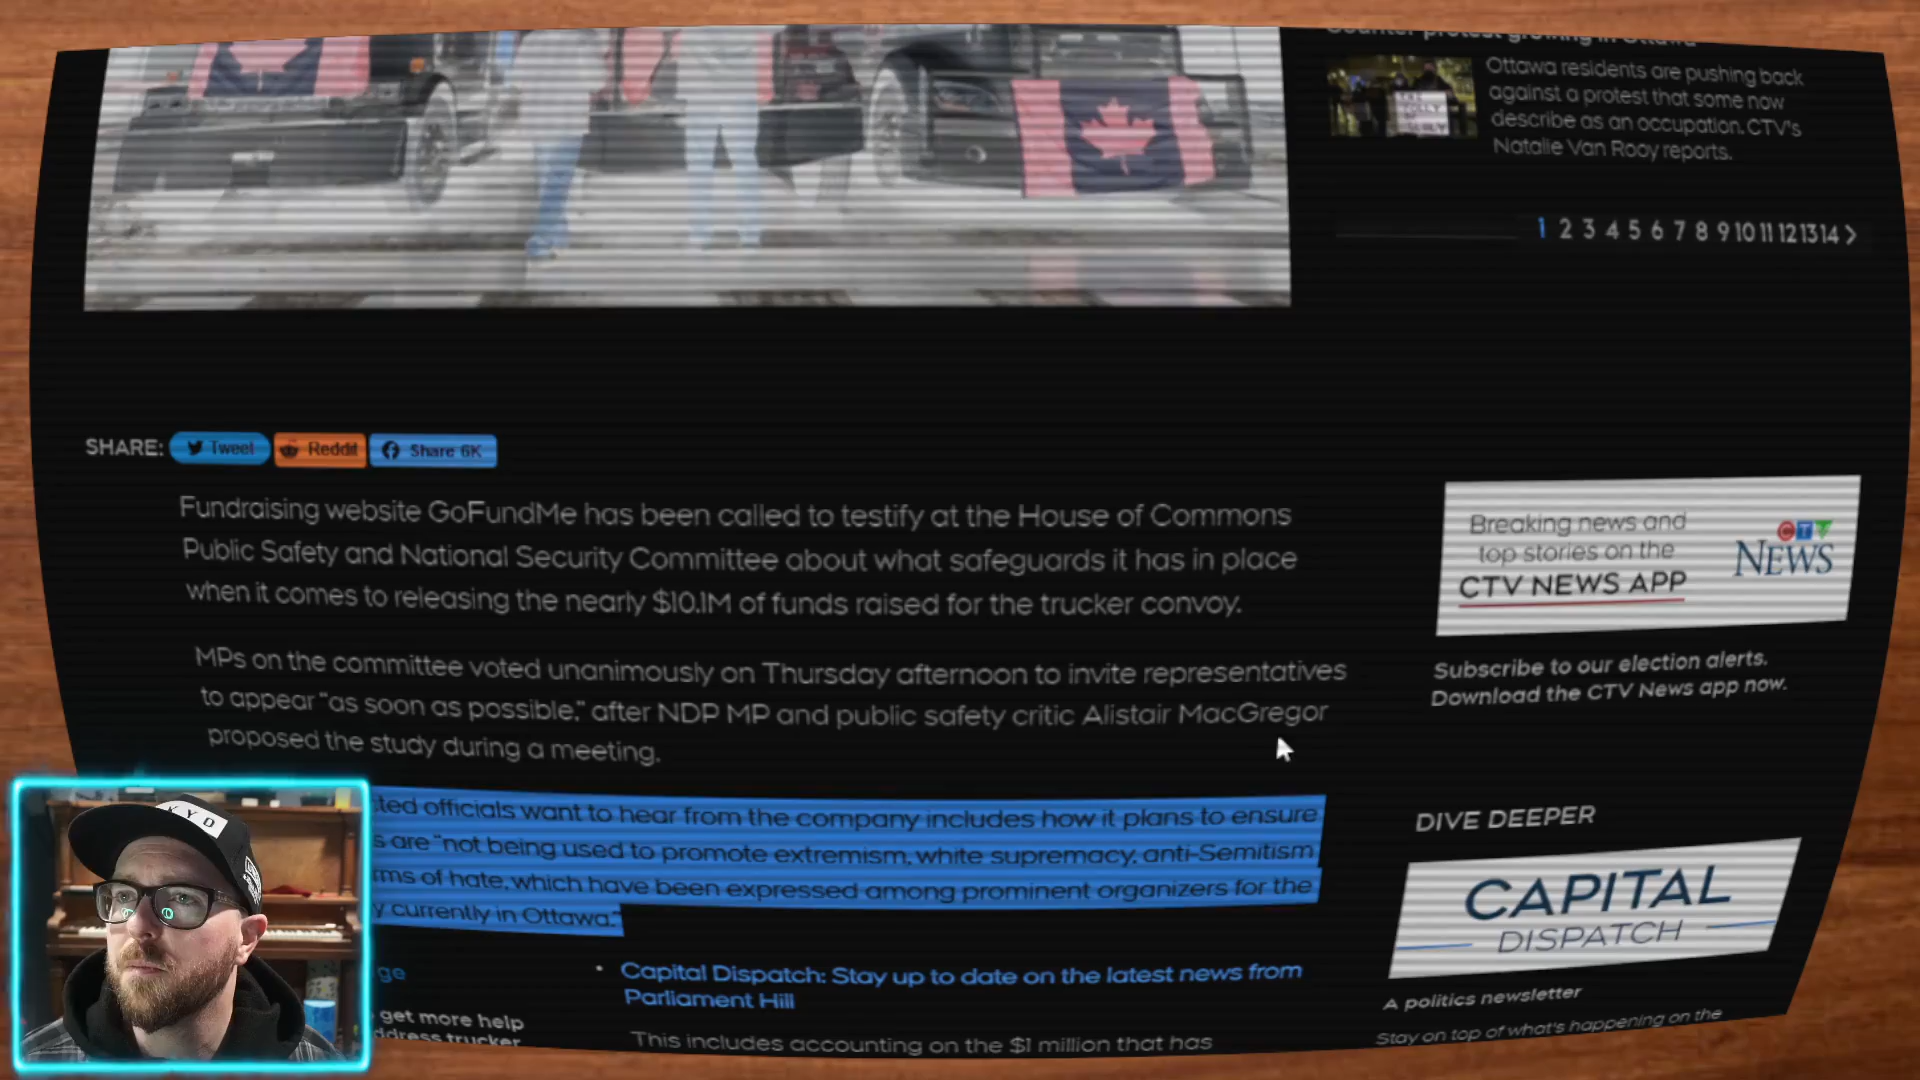 Ottawa residents are pushing back
against a protest that some now
describe as an occupation. CTV's
Natalie Van Rooy reports.
1 2 3 4 5 6 7 8 9 10 11 12 13 14 >
SHARE: Tweet Reddit Share 6K
Fundraising website GoFundMe has been called to testify at the House of Commons
Public Safety and National Security Committee about what safeguards it has in place
when it comes to releasing the nearly $10.1M of funds raised for the trucker convoy.
MPs on the committee voted unanimously on Thursday afternoon to invite representatives
to appear "as soon as possible," after NDP MP and public safety critic Alistair MacGregor
proposed the study during a meeting.
ted officials want to hear from the company includes how it plans to ensure
s are "not being used to promote extremism, white supremacy, anti-Semitism
rms of hate, which have been expressed among prominent organizers for the
y currently in Ottawa."
ge
get more help
ddress trucker
• Capital Dispatch: Stay up to date on the latest news from
Parliament Hill
This includes accounting on the $1 million that has
Breaking news and
top stories on the
CTV NEWS APP
CTV
NEWS
Subscribe to our election alerts.
Download the CTV News app now.
DIVE DEEPER
CAPITAL
DISPATCH
A politics newsletter
Stay on top of what's happening on the
KYD